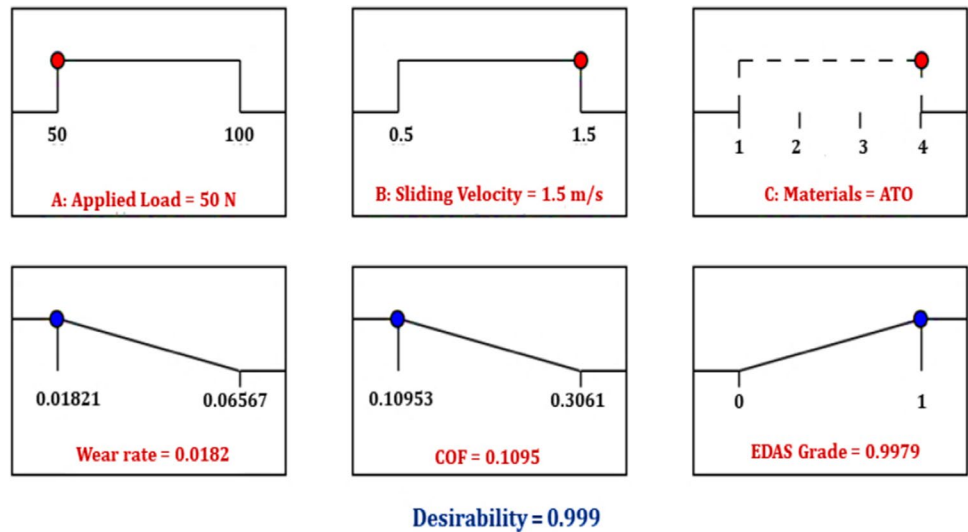 50 100
A: Applied Load = 50 N
0.5 1.5
B: Sliding Velocity = 1.5 m/s
1 2 3 4
C: Materials = ATO
0.01821 0.06567
Wear rate = 0.0182
0.10953 0.3061
COF = 0.1095
0 1
EDAS Grade = 0.9979
Desirability = 0.999